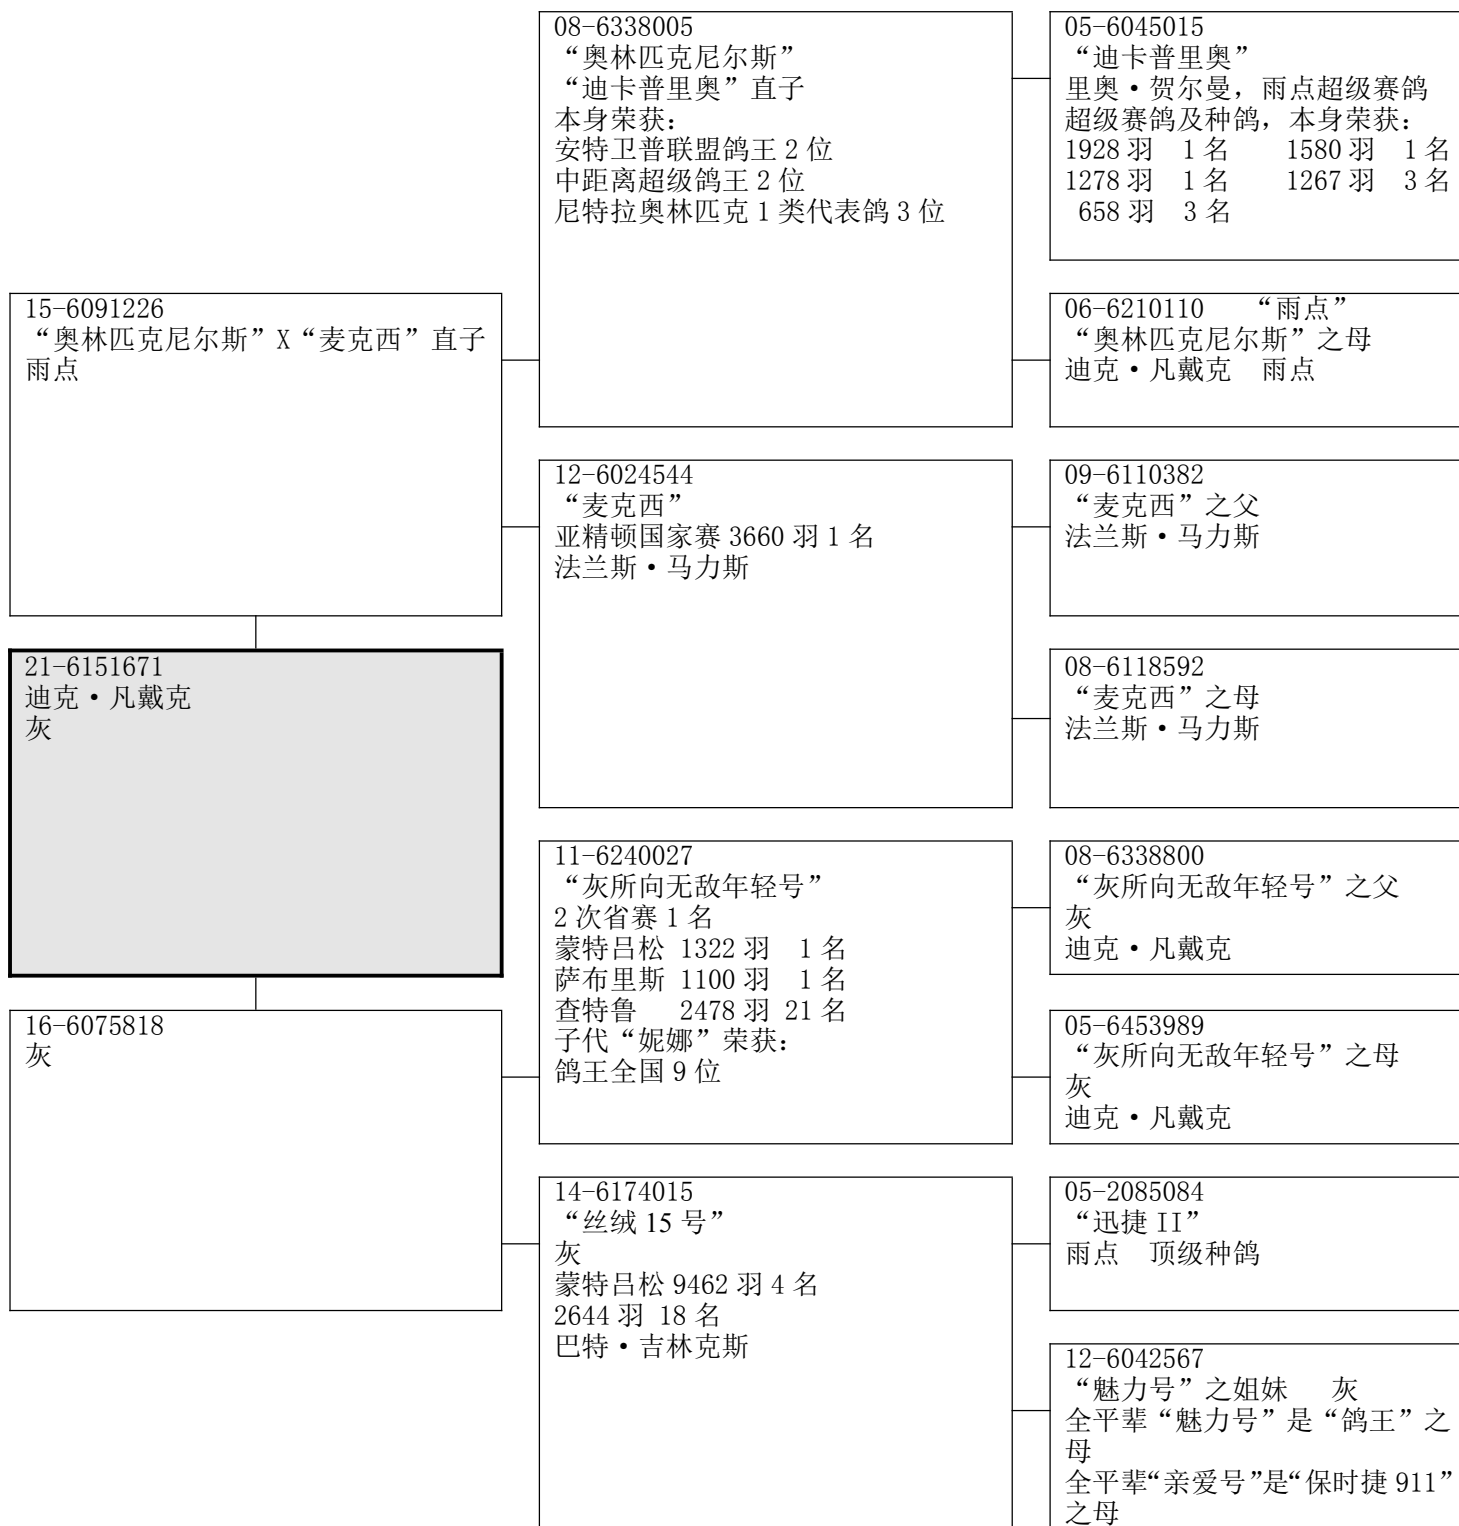 08-6338005
“奥林匹克尼尔斯”
“迪卡普里奥”直子
本身荣获：
安特卫普联盟鸽王 2 位
中距离超级鸽王 2 位
尼特拉奥林匹克 1 类代表鸽 3 位
05-6045015
“迪卡普里奥”
里奥·贺尔曼，雨点超级赛鸽
超级赛鸽及种鸽，本身荣获：
1928 羽 1 名 1580 羽 1 名
1278 羽 1 名 1267 羽 3 名
658 羽 3 名
15-6091226
“奥林匹克尼尔斯”X“麦克西”直子
雨点
06-6210110 “雨点”
“奥林匹克尼尔斯”之母
迪克·凡戴克 雨点
12-6024544
“麦克西”
亚精顿国家赛 3660 羽 1 名
法兰斯·马力斯
09-6110382
“麦克西”之父
法兰斯·马力斯
21-6151671
迪克·凡戴克
灰
08-6118592
“麦克西”之母
法兰斯·马力斯
11-6240027
“灰所向无敌年轻号”
2 次省赛 1 名
蒙特吕松 1322 羽 1 名
萨布里斯 1100 羽 1 名
查特鲁 2478 羽 21 名
子代“妮娜”荣获：
鸽王全国 9 位
08-6338800
“灰所向无敌年轻号”之父
灰
迪克·凡戴克
16-6075818
灰
05-6453989
“灰所向无敌年轻号”之母
灰
迪克·凡戴克
14-6174015
“丝绒 15 号”
灰
蒙特吕松 9462 羽 4 名
2644 羽 18 名
巴特·吉林克斯
05-2085084
“迅捷 II”
雨点 顶级种鸽
12-6042567
“魅力号”之姐妹 灰
全平辈“魅力号”是“鸽王”之
母
全平辈“亲爱号”是“保时捷 911”
之母